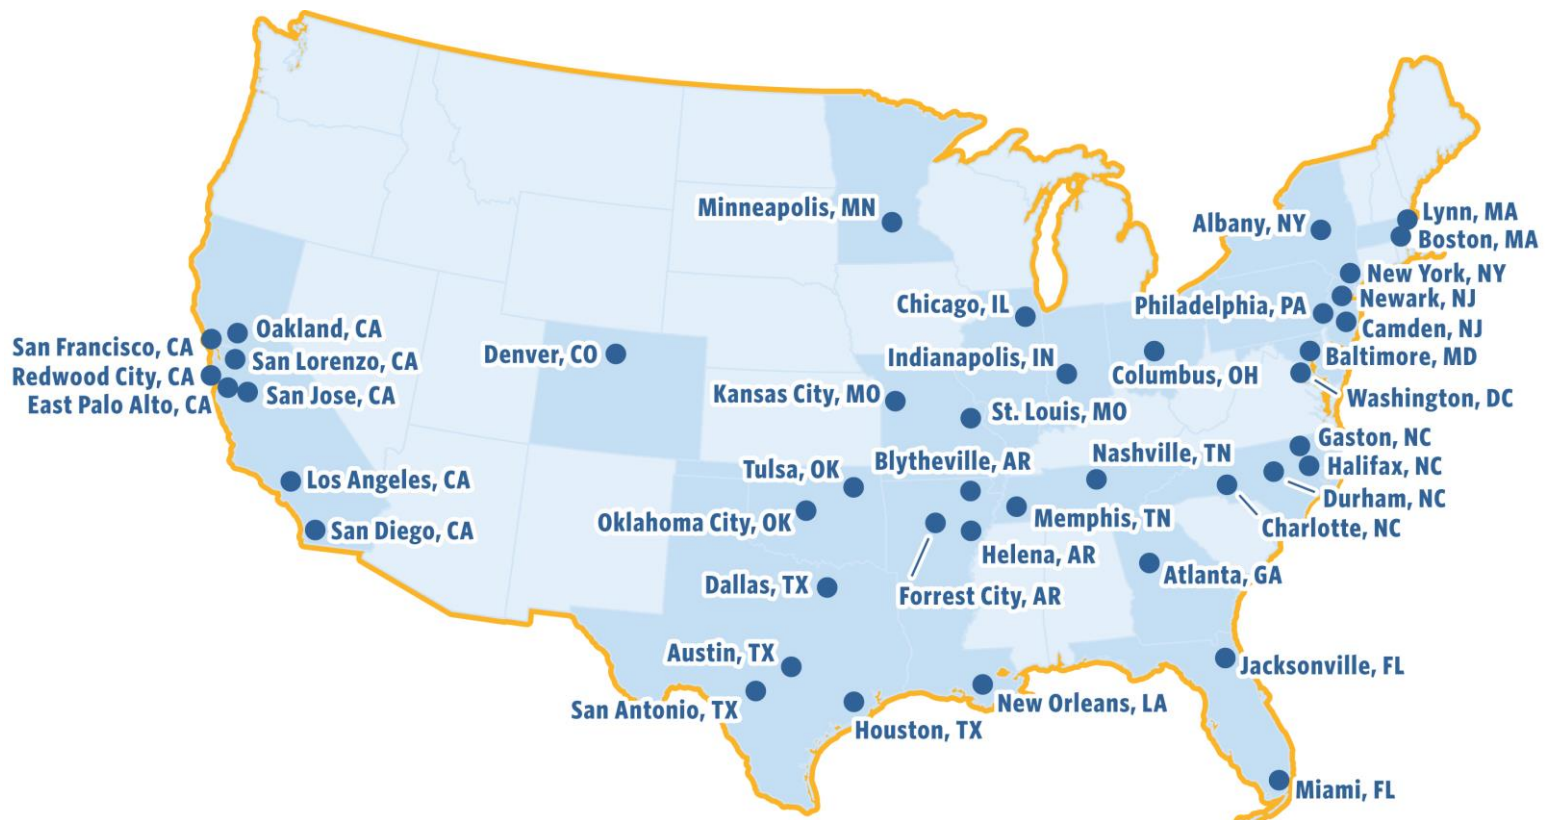 Minneapolis, MN
Albany, NY
Lynn, MA
Boston, MA
New York, NY
Newark, NJ
Philadelphia, PA
Camden, NJ
Chicago, IL
Oakland, CA
San Francisco, CA
San Lorenzo, CA
Redwood City, CA
San Jose, CA
East Palo Alto, CA
Denver, CO
Indianapolis, IN
Columbus, OH
Baltimore, MD
Washington, DC
Kansas City, MO
St. Louis, MO
Gaston, NC
Halifax, NC
Durham, NC
Charlotte, NC
Nashville, TN
Blytheville, AR
Tulsa, OK
Los Angeles, CA
Oklahoma City, OK
Memphis, TN
San Diego, CA
Helena, AR
Forrest City, AR
Atlanta, GA
Dallas, TX
Austin, TX
Jacksonville, FL
San Antonio, TX
New Orleans, LA
Houston, TX
Miami, FL